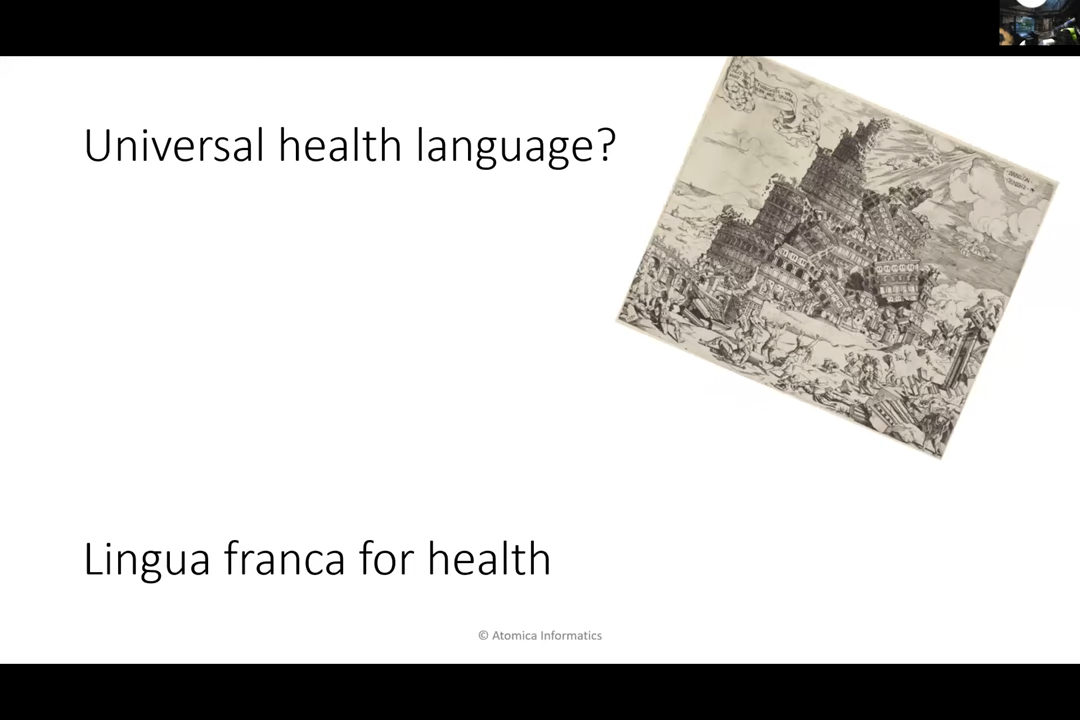 Universal health language?
Lingua franca for health
© Atomica Informatics